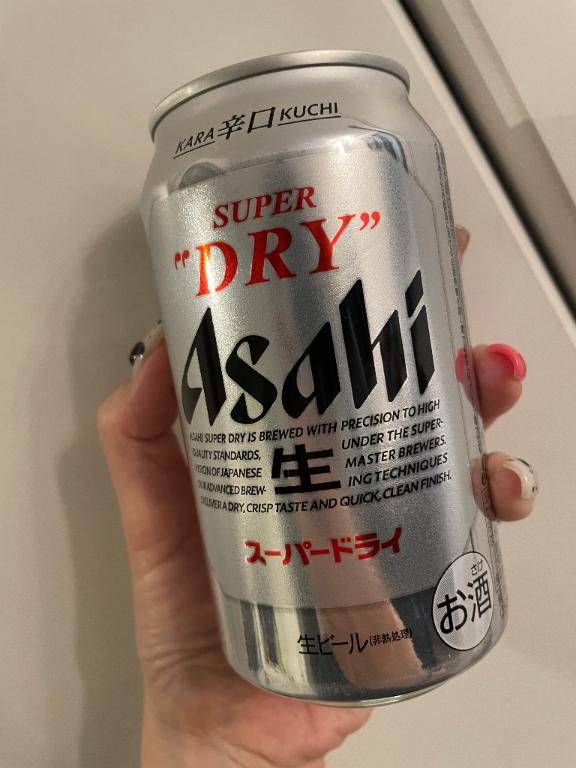 KARA 辛口 KUCHI
SUPER
“DRY”
Asahi
ASAHI SUPER DRY IS BREWED WITH PRECISION TO HIGH
QUALITY STANDARDS, UNDER THE SUPER-
VISION OF JAPANESE 生 MASTER BREWERS.
OUR ADVANCED BREW- ING TECHNIQUES
DELIVER A DRY, CRISP TASTE AND QUICK, CLEAN FINISH.
スーパードライ
さけ
お酒
生ビール(非熱処理)